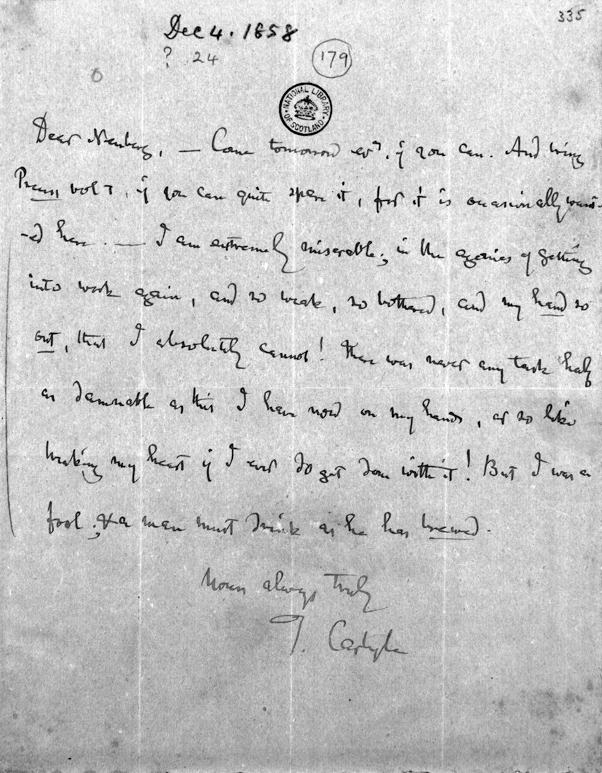 335
Dec 4. 1858
? 24
179
NATIONAL LIBRARY OF SCOTLAND
Dear Neuberg, — Come tomorrow evg, if you can. And bring
Preuss vol 7, if you can quite spare it, for it is occasionally want-
-ed here. — I am extremely miserable; in the agonies of getting
into work again, and so weak, so bothered, and my hand so
out, that I absolutely cannot! There was never any task half
as damnable as this I have now on my hands, or so like
breaking my heart if I ever do get done with it! But I was a
fool; & a man must drink as he has brewed.
Yours always truly
T. Carlyle